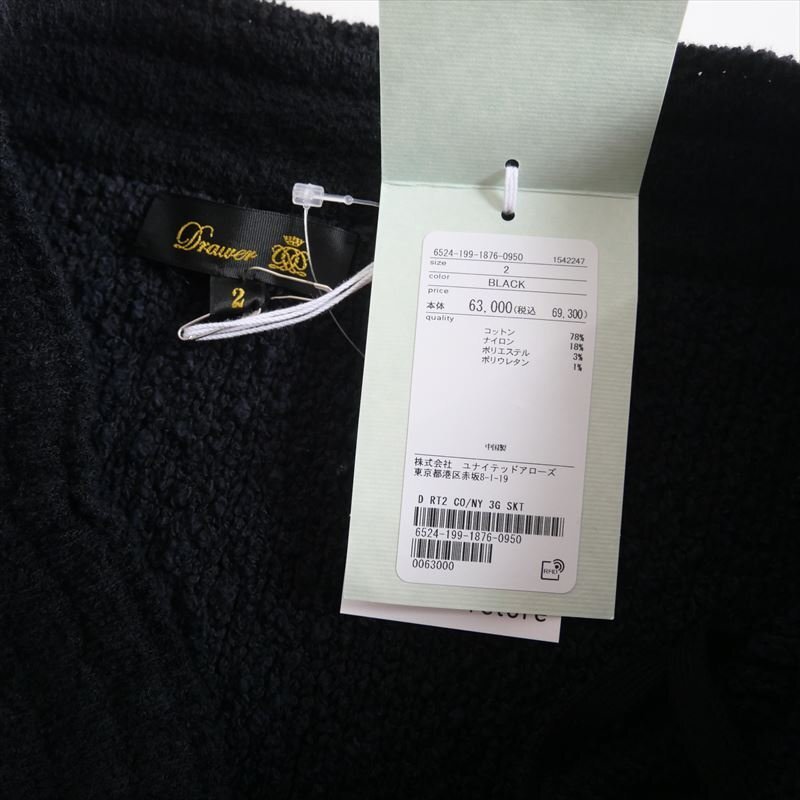 Drawer
2
6524-199-1876-0950 1542247
size 2
color BLACK
price
本体 63,000(税込 69,300)
quality
コットン 78%
ナイロン 18%
ポリエステル 3%
ポリウレタン 1%
中国製
株式会社 ユナイテッドアローズ
東京都港区赤坂8-1-19
D RT2 CO/NY 3G SKT
6524-199-1876-0950
0063000
RFID
retore